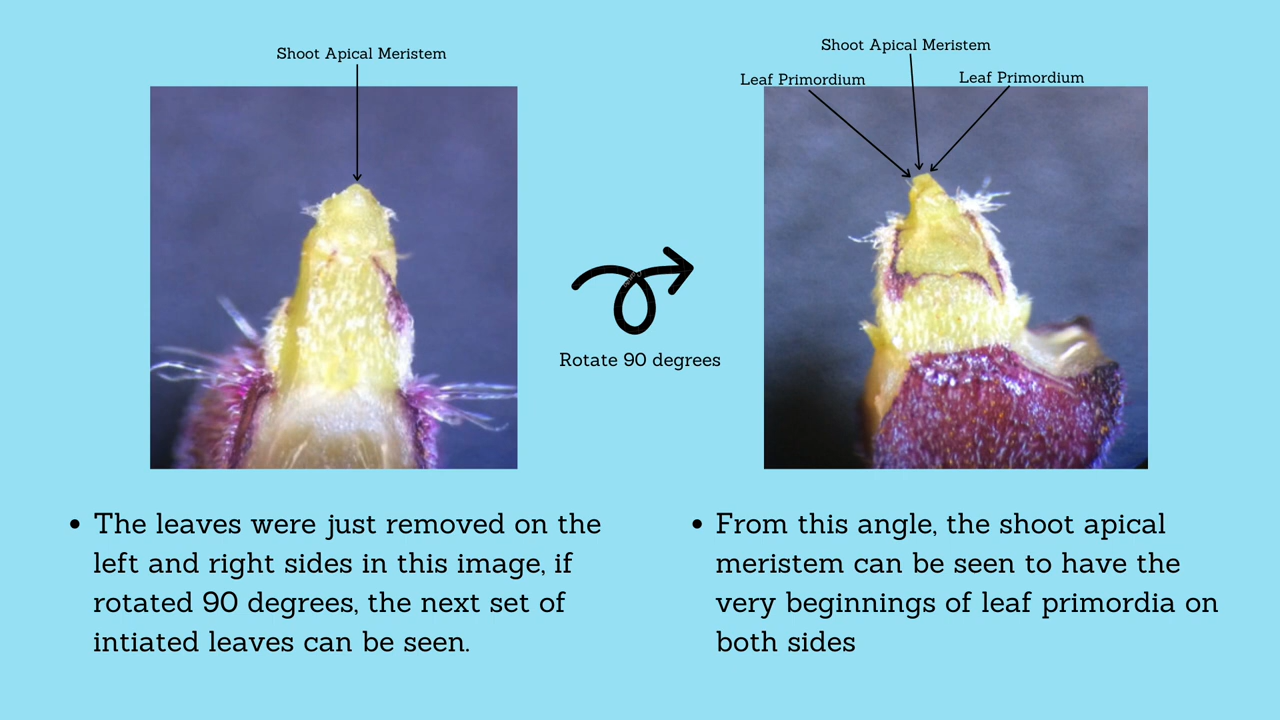 Shoot Apical Meristem
Shoot Apical Meristem
Leaf Primordium
Leaf Primordium
Rotate 90 degrees
• The leaves were just removed on the
left and right sides in this image, if
rotated 90 degrees, the next set of
intiated leaves can be seen.
• From this angle, the shoot apical
meristem can be seen to have the
very beginnings of leaf primordia on
both sides